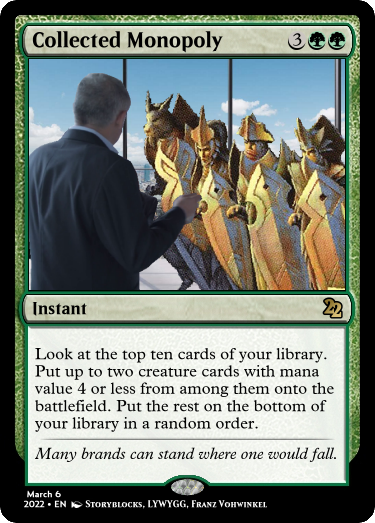 Collected Monopoly 3
Instant
Look at the top ten cards of your library.
Put up to two creature cards with mana
value 4 or less from among them onto the
battlefield. Put the rest on the bottom of
your library in a random order.
Many brands can stand where one would fall.
March 6
2022 • EN Storyblocks, LYWYGG, Franz Vohwinkel